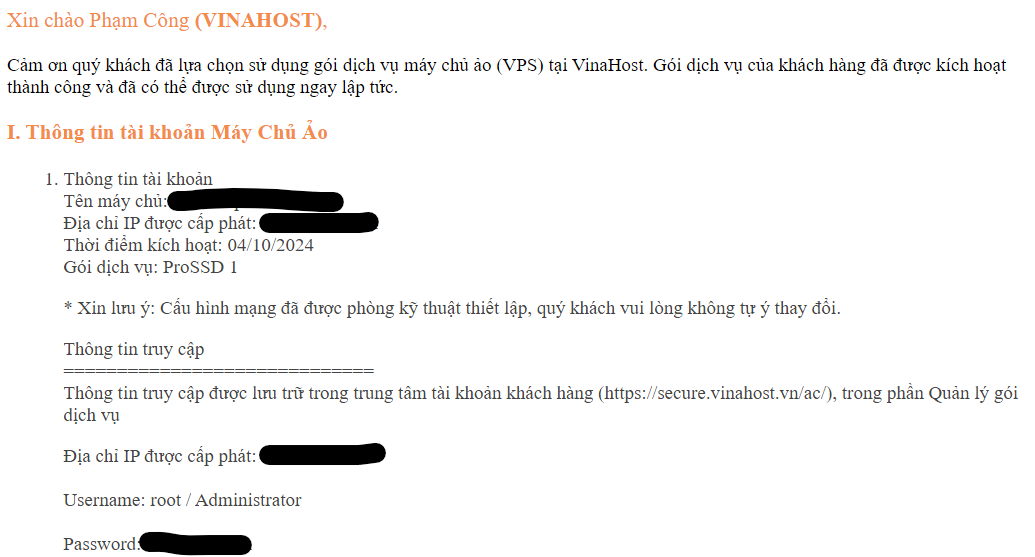 Xin chào Phạm Công (VINAHOST),
Cảm ơn quý khách đã lựa chọn sử dụng gói dịch vụ máy chủ ảo (VPS) tại VinaHost. Gói dịch vụ của khách hàng đã được kích hoạt
thành công và đã có thể được sử dụng ngay lập tức.
I. Thông tin tài khoản Máy Chủ Ảo
1. Thông tin tài khoản
Tên máy chủ:
Địa chỉ IP được cấp phát:
Thời điểm kích hoạt: 04/10/2024
Gói dịch vụ: ProSSD 1
* Xin lưu ý: Cấu hình mạng đã được phòng kỹ thuật thiết lập, quý khách vui lòng không tự ý thay đổi.
Thông tin truy cập
=============================
Thông tin truy cập được lưu trữ trong trung tâm tài khoản khách hàng (https://secure.vinahost.vn/ac/), trong phần Quản lý gói
dịch vụ
Địa chỉ IP được cấp phát:
Username: root / Administrator
Password: